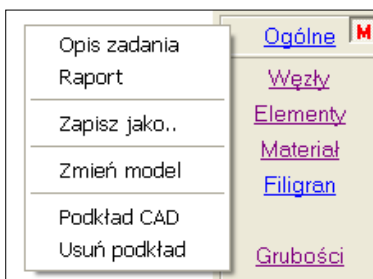 Opis zadania
Raport
Zapisz jako..
Zmień model
Podkład CAD
Usuń podkład
Ogólne
M
Węzły
Elementy
Materiał
Filigran
Grubości